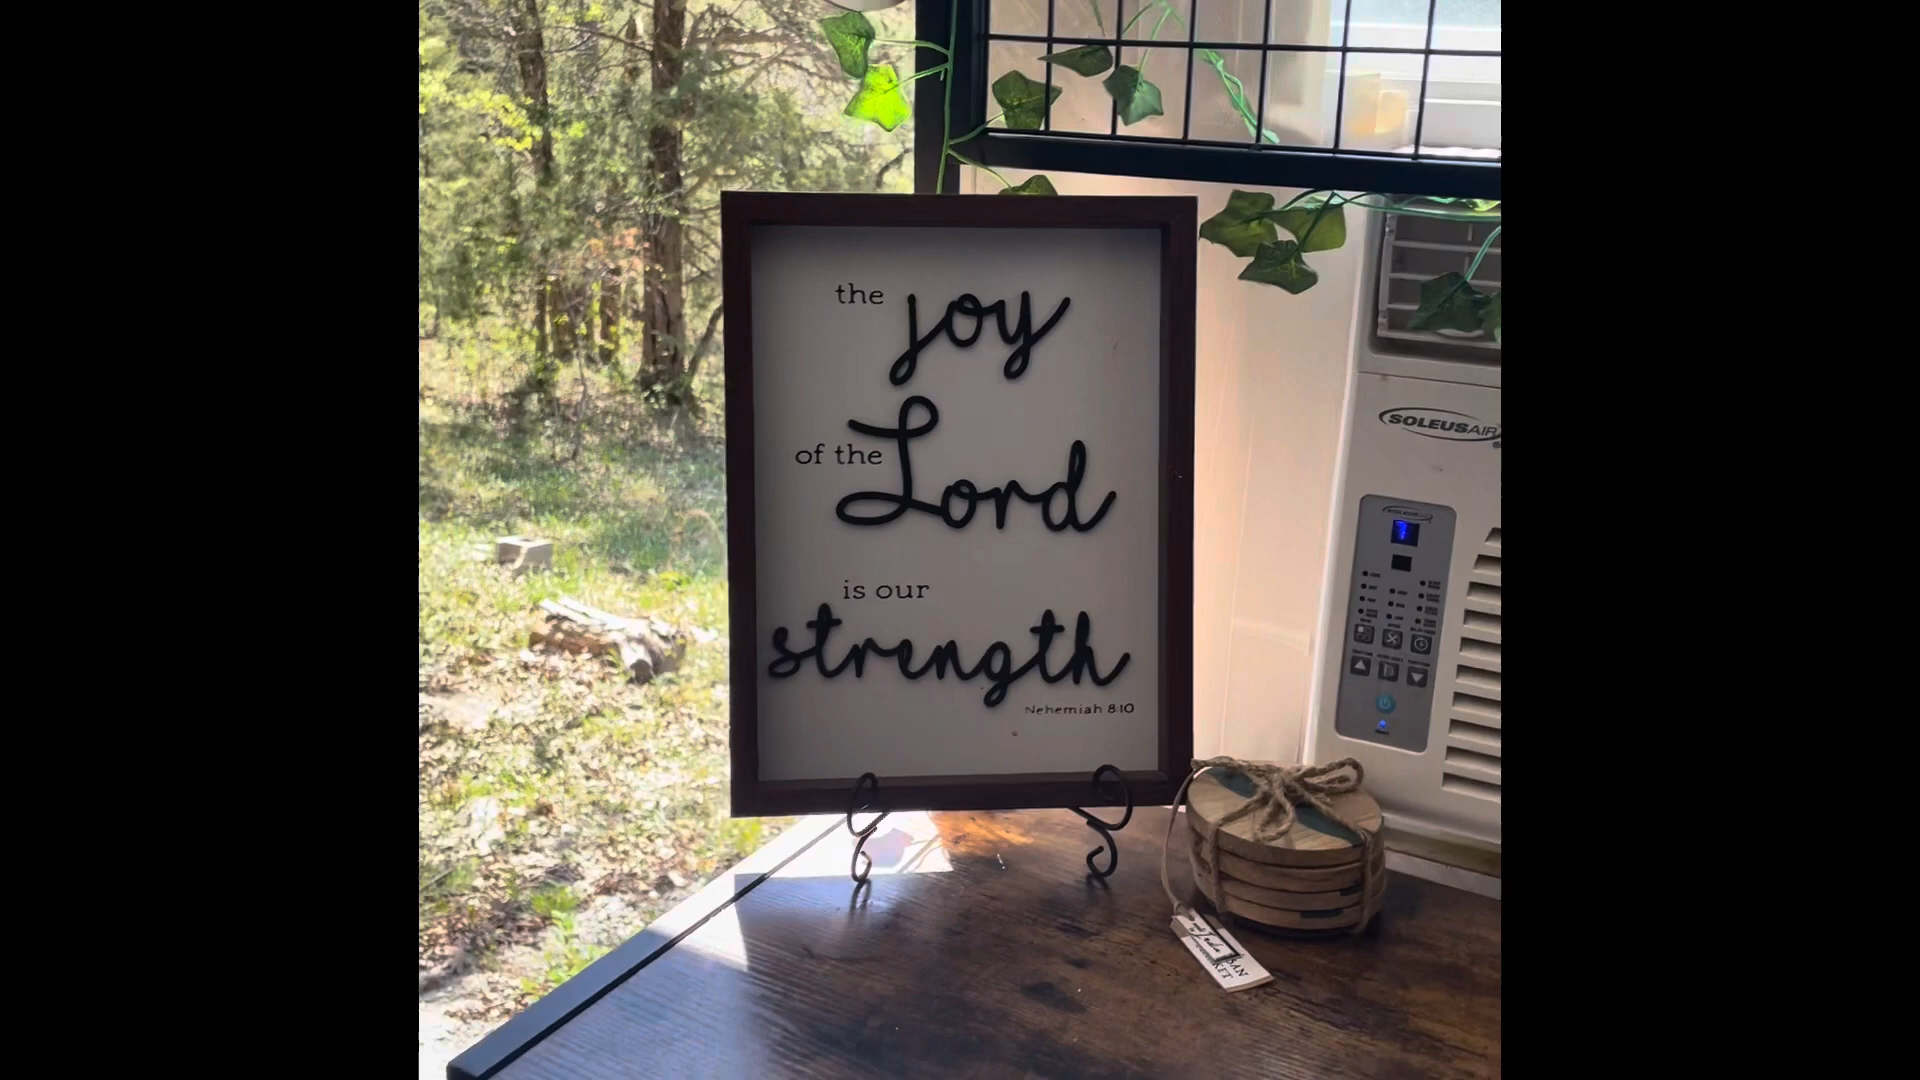 the joy
of the Lord
is our
strength
Nehemiah 8:10
SOLEUSAIR